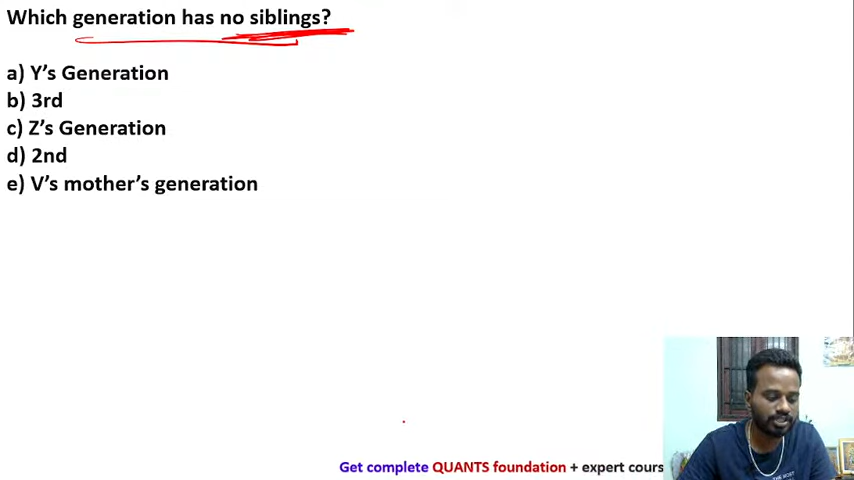 Which generation has no siblings?
a) Y's Generation
b) 3rd
c) Z's Generation
d) 2nd
e) V's mother's generation
Get complete QUANTS foundation + expert cours